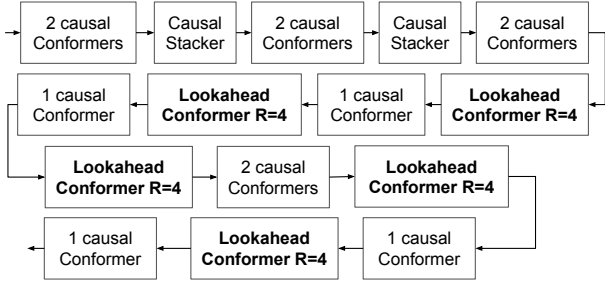 2 causal
Conformers
Causal
Stacker
2 causal
Conformers
Causal
Stacker
2 causal
Conformers
1 causal
Conformer
Lookahead
Conformer R=4
1 causal
Conformer
Lookahead
Conformer R=4
Lookahead
Conformer R=4
2 causal
Conformers
Lookahead
Conformer R=4
1 causal
Conformer
Lookahead
Conformer R=4
1 causal
Conformer